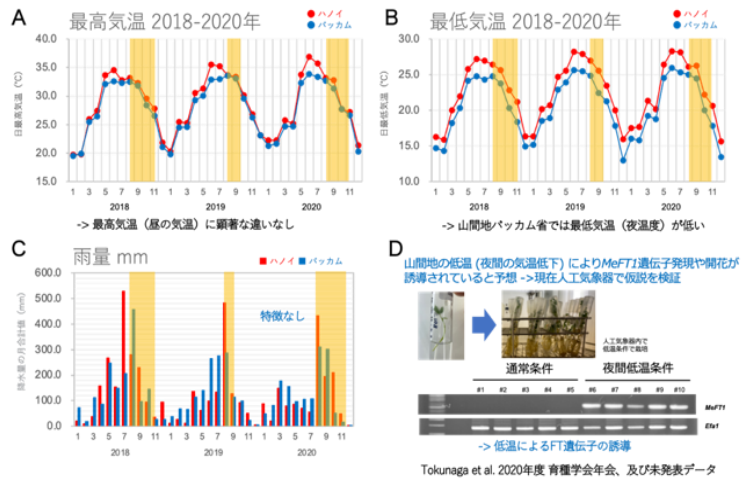 A 最高気温 2018-2020年
ハノイ
バッカム
日最高気温 (℃)
40.0
35.0
30.0
25.0
20.0
15.0
1 3 5 7 9 11 1 3 5 7 9 11 1 3 5 7 9 11
2018 2019 2020
-> 最高気温（昼の気温）に顕著な違いなし
B 最低気温 2018-2020年
ハノイ
バッカム
日最低気温 (℃)
30.0
25.0
20.0
15.0
10.0
1 3 5 7 9 11 1 3 5 7 9 11 1 3 5 7 9 11
2018 2019 2020
-> 山間地バッカム省では最低気温（夜温度）が低い
C 雨量 mm
ハノイ バッカム
特徴なし
降水量の月合計値 (mm)
600.0
500.0
400.0
300.0
200.0
100.0
0.0
1 3 5 7 9 11 1 3 5 7 9 11 1 3 5 7 9 11
2018 2019 2020
D
山間地の低温 (夜間の気温低下) によりMeFT1遺伝子発現や開花が
誘導されていると予想 ->現在人工気象器で仮説を検証
人工気象器内で
低温条件で栽培
通常条件 夜間低温条件
#1 #2 #3 #4 #5 #6 #7 #8 #9 #10
MeFT1
Efa1
-> 低温によるFT遺伝子の誘導
Tokunaga et al. 2020年度 育種学会年会、及び未発表データ